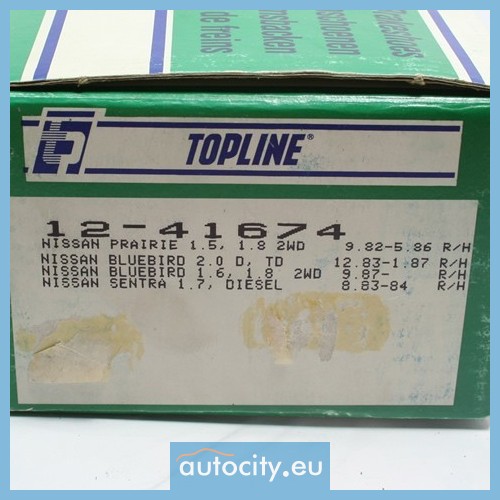 de freins
TOPLINE®
12-41674
NISSAN PRAIRIE 1.5, 1.8 2WD 9.82-5.86 R/H
NISSAN BLUEBIRD 2.0 D, TD 12.83-1.87 R/H
NISSAN BLUEBIRD 1.6, 1.8 2WD 9.87- R/H
NISSAN SENTRA 1.7, DIESEL 8.83-84 R/H
autocity.eu